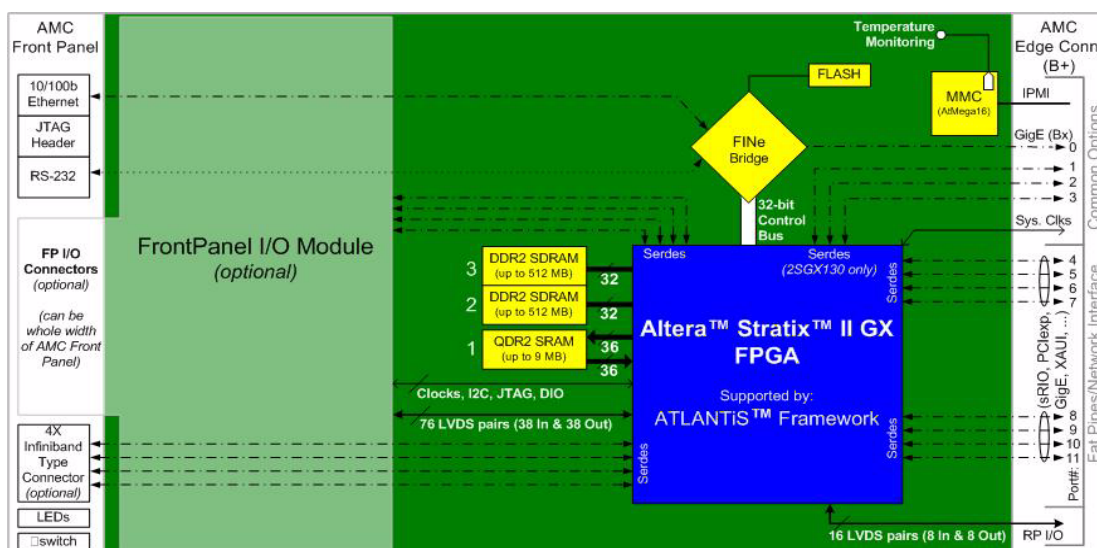 AMC
Front Panel
10/100b
Ethernet
JTAG
Header
RS-232
FP I/O
Connectors
(optional)
(can be
whole width
of AMC Front
Panel)
4X
Infiniband
Type
Connector
(optional)
LEDs
switch
FrontPanel I/O Module
(optional)
Temperature
Monitoring
FLASH
MMC
(AtMega16)
FINe
Bridge
32-bit
Control
Bus
3
DDR2 SDRAM
(up to 512 MB)
32
2
DDR2 SDRAM
(up to 512 MB)
32
1
QDR2 SRAM
(up to 9 MB)
36
36
Clocks, I2C, JTAG, DIO
76 LVDS pairs (38 In & 38 Out)
Serdes
Serdes
(2SGX130 only)
Serdes
Altera™ Stratix™ II GX
FPGA
Supported by:
ATLANTiS™ Framework
Serdes
Serdes
16 LVDS pairs (8 In & 8 Out)
AMC
Edge Conn
(B+)
IPMI
GigE (Bx)
0
1
2
3
Sys. Clks
4
5
6
7
8
9
10
11
Port#:
(sRIO, PCIexp,
GigE, XAUI, ...)
RP I/O
Common Options
Fat Pipes/Network Interface